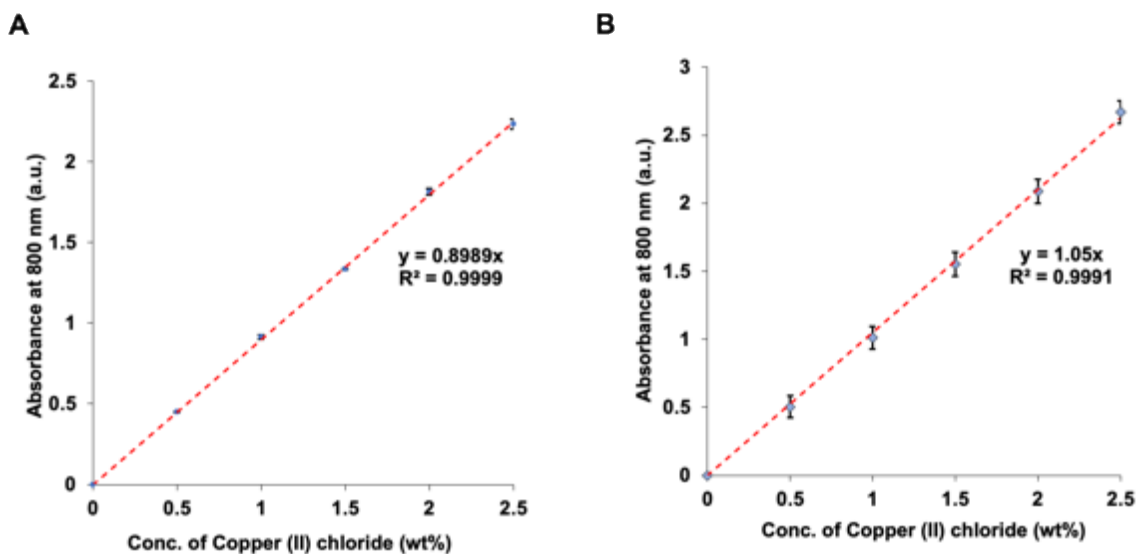 A
2.5
2
1.5
1
0.5
0
Absorbance at 800 nm (a.u.)
y = 0.8989x
R² = 0.9999
0 0.5 1 1.5 2 2.5
Conc. of Copper (II) chloride (wt%)
B
3
2.5
2
1.5
1
0.5
0
Absorbance at 800 nm (a.u.)
y = 1.05x
R² = 0.9991
0 0.5 1 1.5 2 2.5
Conc. of Copper (II) chloride (wt%)